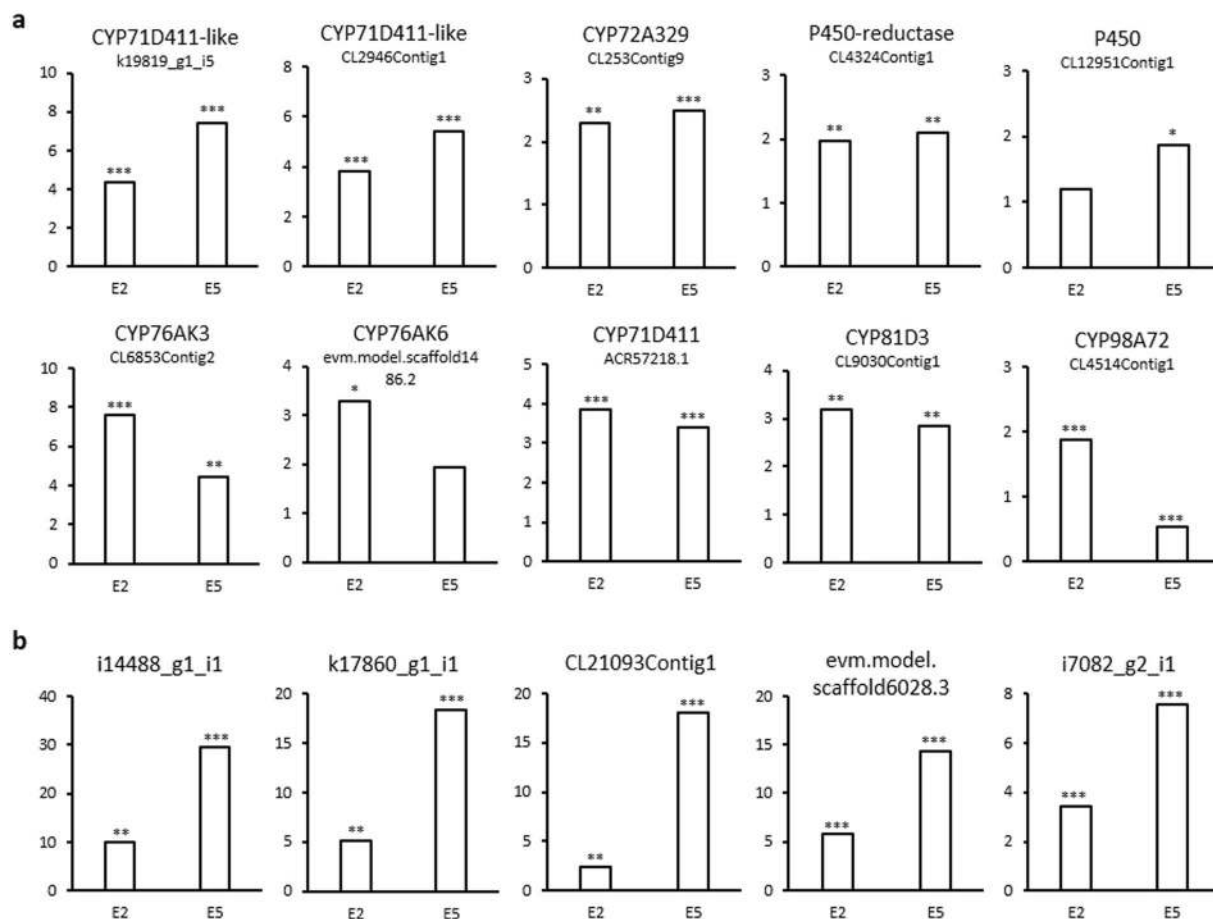 a
CYP71D411-like
k19819_g1_i5
10
8
6
4
2
0
***
***
E2
E5
CYP71D411-like
CL2946Contig1
8
6
4
2
0
***
***
E2
E5
CYP72A329
CL253Contig9
3
2
1
0
**
***
E2
E5
P450-reductase
CL4324Contig1
3
2
1
0
**
**
E2
E5
P450
CL12951Contig1
3
2
1
0
*
E2
E5
CYP76AK3
CL6853Contig2
10
8
6
4
2
0
***
**
E2
E5
CYP76AK6
evm.model.scaffold14
86.2
4
3
2
1
0
*
E2
E5
CYP71D411
ACR57218.1
5
4
3
2
1
0
***
***
E2
E5
CYP81D3
CL9030Contig1
4
3
2
1
0
**
**
E2
E5
CYP98A72
CL4514Contig1
3
2
1
0
***
***
E2
E5
b
i14488_g1_i1
40
30
20
10
0
**
***
E2
E5
k17860_g1_i1
20
15
10
5
0
**
***
E2
E5
CL21093Contig1
20
15
10
5
0
**
***
E2
E5
evm.model.
scaffold6028.3
20
15
10
5
0
***
***
E2
E5
i7082_g2_i1
8
6
4
2
0
***
***
E2
E5